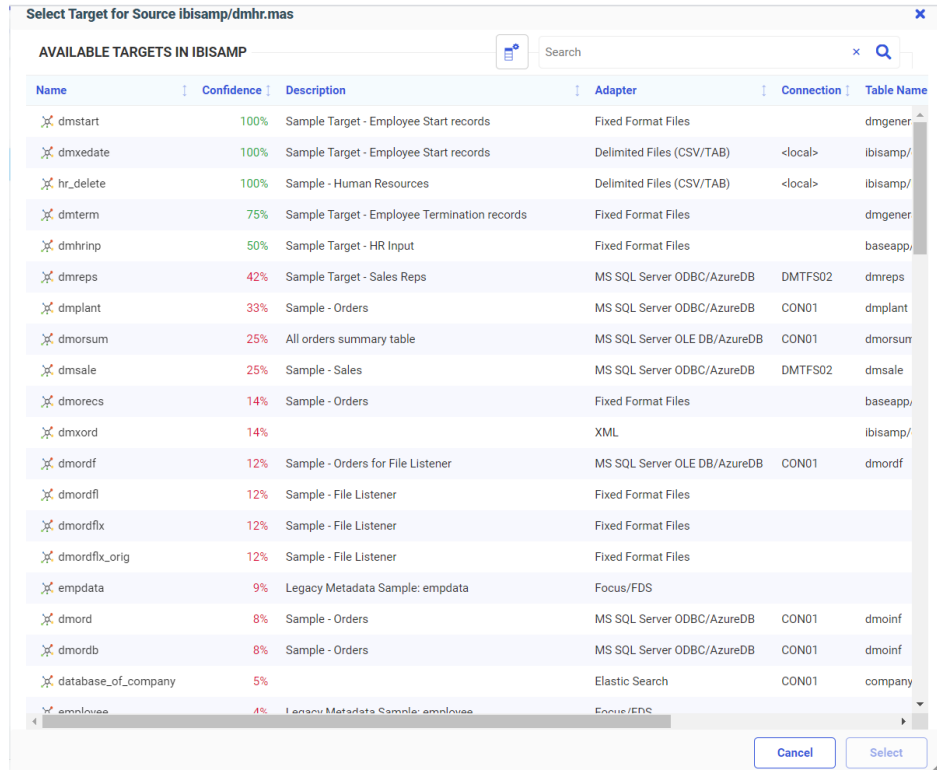 Select Target for Source ibisamp/dmhr.mas
AVAILABLE TARGETS IN IBISAMP Search
Name Confidence Description Adapter Connection Table Name
dmstart 100% Sample Target - Employee Start records Fixed Format Files dmgener
dmxedate 100% Sample Target - Employee Start records Delimited Files (CSV/TAB) <local> ibisamp/
hr_delete 100% Sample - Human Resources Delimited Files (CSV/TAB) <local> ibisamp/
dmterm 75% Sample Target - Employee Termination records Fixed Format Files dmgener
dmhrinp 50% Sample Target - HR Input Fixed Format Files baseapp/
dmreps 42% Sample Target - Sales Reps MS SQL Server ODBC/AzureDB DMTFS02 dmreps
dmplant 33% Sample - Orders MS SQL Server ODBC/AzureDB CON01 dmplant
dmorsum 25% All orders summary table MS SQL Server OLE DB/AzureDB CON01 dmorsum
dmsale 25% Sample - Sales MS SQL Server ODBC/AzureDB DMTFS02 dmsale
dmorecs 14% Sample - Orders Fixed Format Files baseapp/
dmxord 14% XML ibisamp/
dmordf 12% Sample - Orders for File Listener MS SQL Server OLE DB/AzureDB CON01 dmordf
dmordfl 12% Sample - File Listener Fixed Format Files
dmordflx 12% Sample - File Listener Fixed Format Files
dmordflx_orig 12% Sample - File Listener Fixed Format Files
empdata 9% Legacy Metadata Sample: empdata Focus/FDS
dmord 8% Sample - Orders MS SQL Server ODBC/AzureDB CON01 dmoinf
dmordb 8% Sample - Orders MS SQL Server ODBC/AzureDB CON01 dmoinf
database_of_company 5% Elastic Search CON01 company
employee 4% Legacy Metadata Sample: employee Focus/FDS
Cancel Select